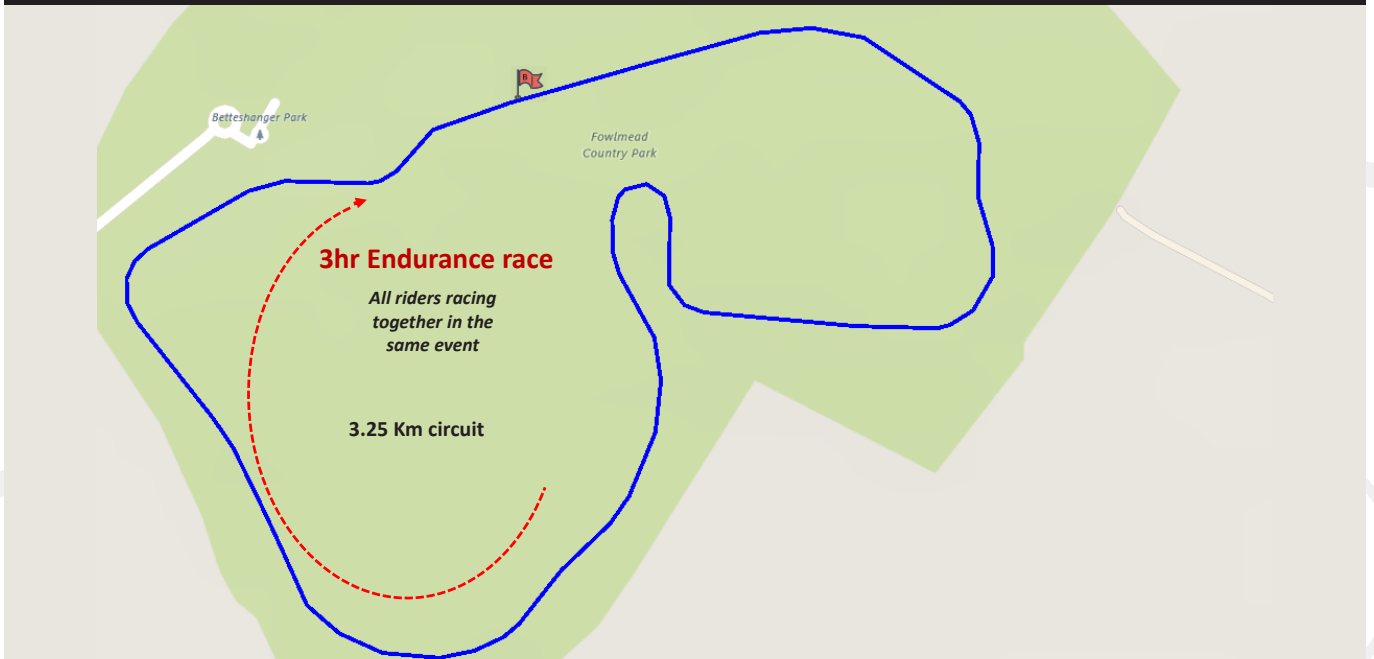 B
Betteshanger Park
Fowlmead
Country Park
3hr Endurance race
All riders racing
together in the
same event
3.25 Km circuit